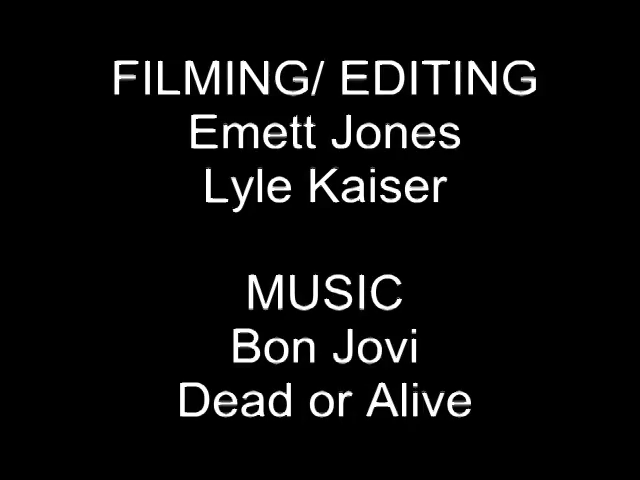 FILMING/ EDITING
Emett Jones
Lyle Kaiser
MUSIC
Bon Jovi
Dead or Alive